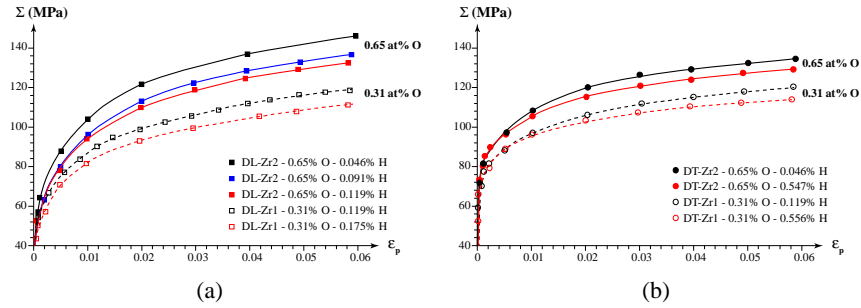 Σ (MPa)
140
120
100
80
60
40
0
0.01
0.02
0.03
0.04
0.05
0.06
ε_p
0.65 at% O
0.31 at% O
DL-Zr2 - 0.65% O - 0.046% H
DL-Zr2 - 0.65% O - 0.091% H
DL-Zr2 - 0.65% O - 0.119% H
DL-Zr1 - 0.31% O - 0.119% H
DL-Zr1 - 0.31% O - 0.175% H
(a)
Σ (MPa)
140
120
100
80
60
40
0
0.01
0.02
0.03
0.04
0.05
0.06
ε_p
0.65 at% O
0.31 at% O
DT-Zr2 - 0.65% O - 0.046% H
DT-Zr2 - 0.65% O - 0.547% H
DT-Zr1 - 0.31% O - 0.119% H
DT-Zr1 - 0.31% O - 0.556% H
(b)